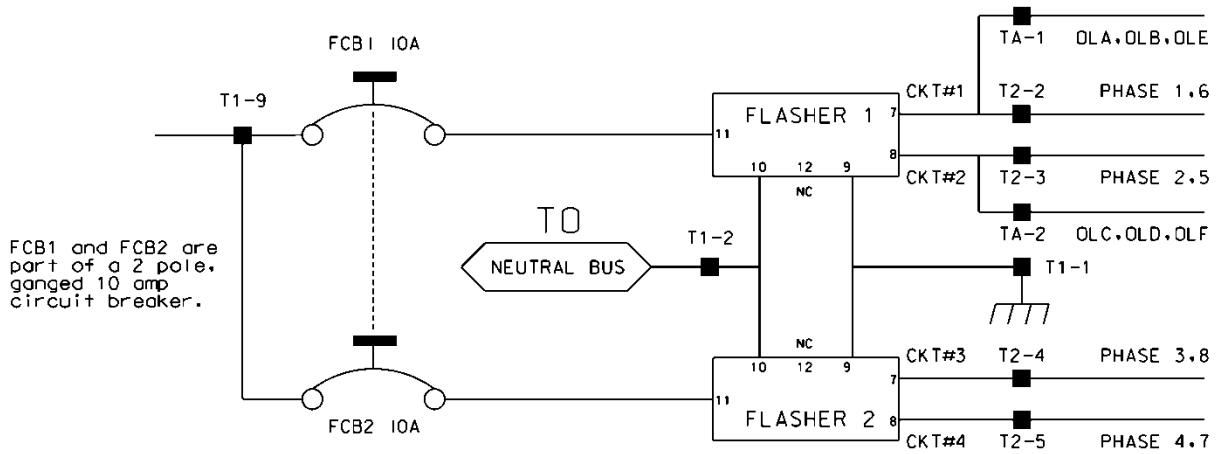 FCB1 10A
T1-9
FCB1 and FCB2 are
part of a 2 pole,
ganged 10 amp
circuit breaker.
FCB2 10A
TO
NEUTRAL BUS
T1-2
FLASHER 1
11
7
8
10 12 9
NC
CKT#1
CKT#2
TA-1 OLA,OLB,OLE
T2-2 PHASE 1,6
T2-3 PHASE 2,5
TA-2 OLC,OLD,OLF
T1-1
NC
10 12 9
11
7
8
FLASHER 2
CKT#3 T2-4 PHASE 3,8
CKT#4 T2-5 PHASE 4,7